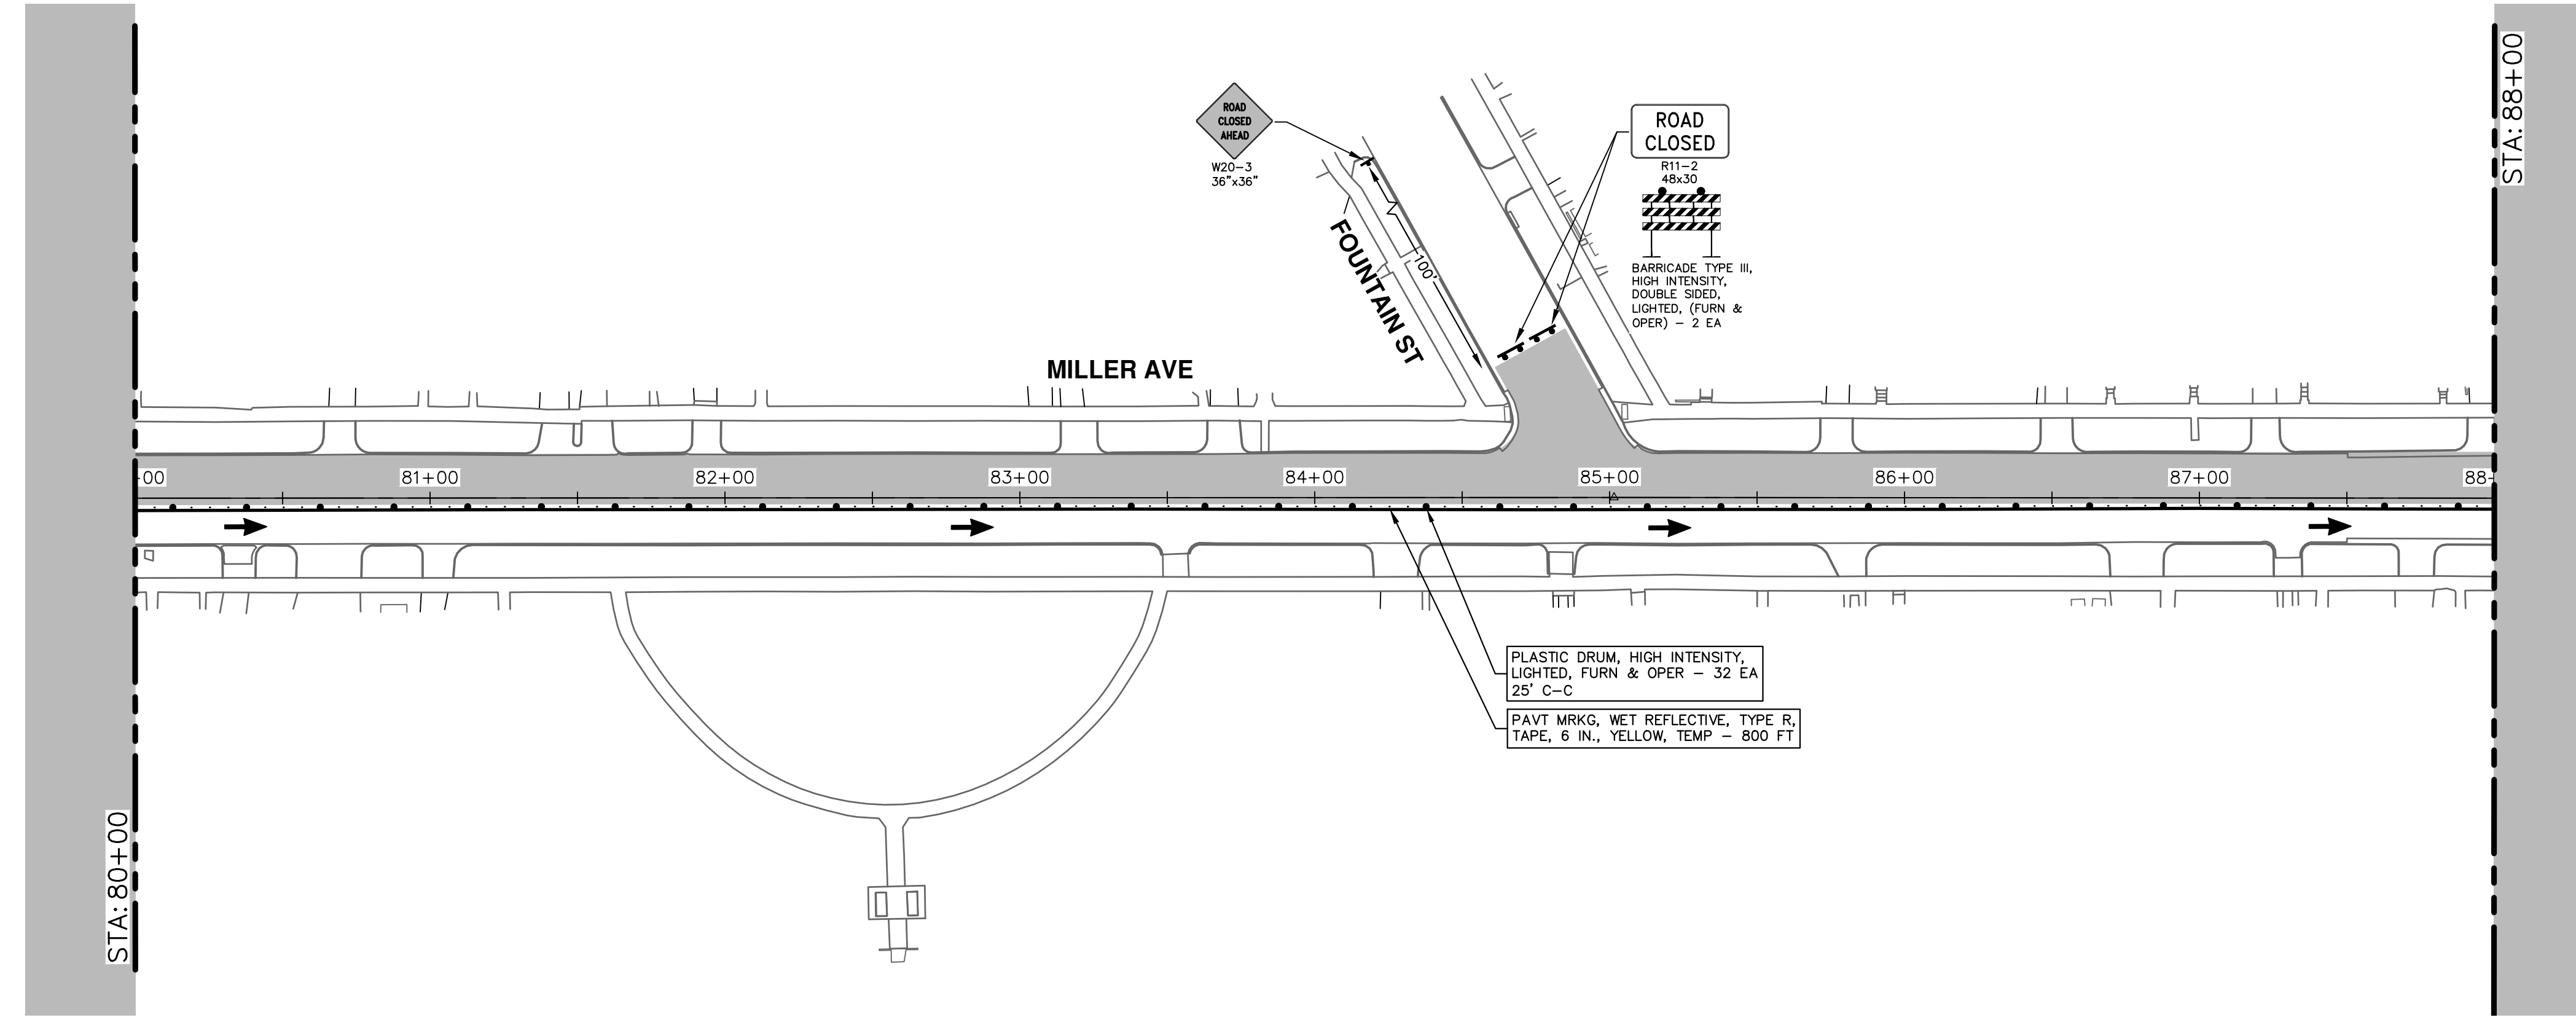 STA: 80+00
STA: 88+00
ROAD
CLOSED
AHEAD
W20-3
36"x36"
ROAD
CLOSED
R11-2
48x30
BARRICADE TYPE III,
HIGH INTENSITY,
DOUBLE SIDED,
LIGHTED, (FURN &
OPER) - 2 EA
FOUNTAIN ST
100'
MILLER AVE
+00
81+00
82+00
83+00
84+00
85+00
86+00
87+00
88-
PLASTIC DRUM, HIGH INTENSITY,
LIGHTED, FURN & OPER - 32 EA
25' C-C
PAVT MRKG, WET REFLECTIVE, TYPE R,
TAPE, 6 IN., YELLOW, TEMP - 800 FT